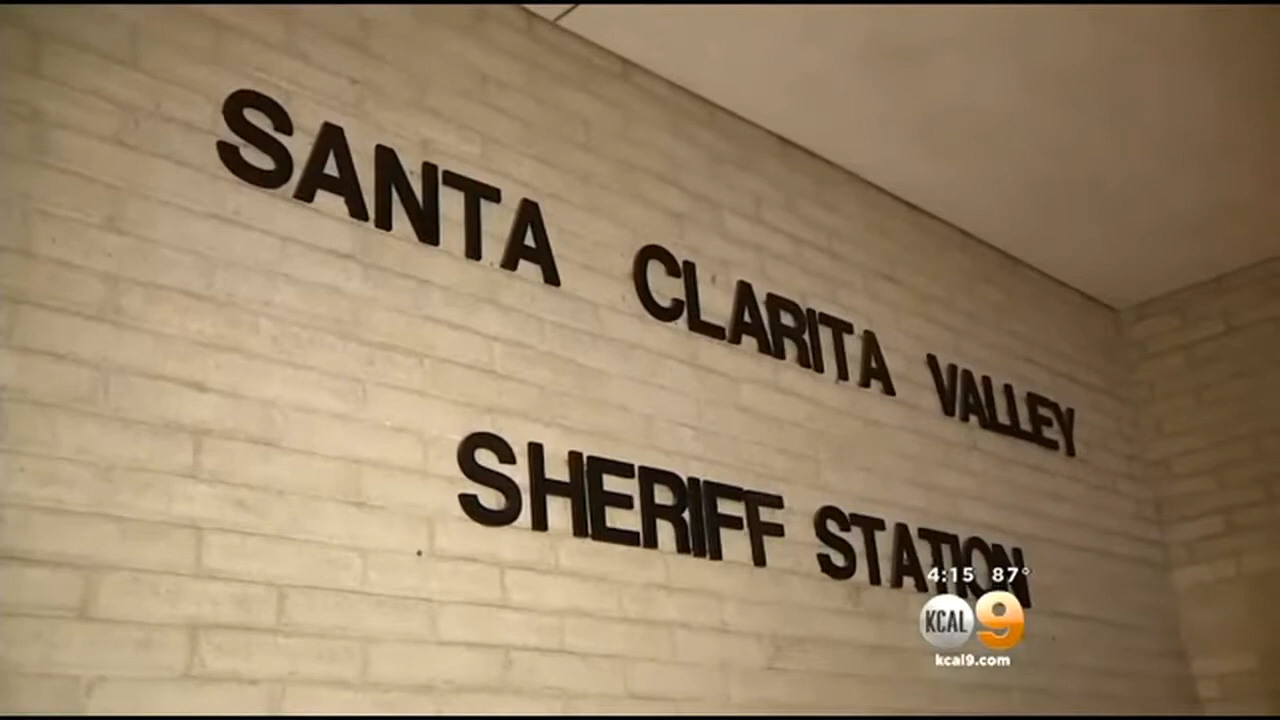 SANTA CLARITA VALLEY
SHERIFF STATION
4:15 87°
KCAL 9
kcal9.com